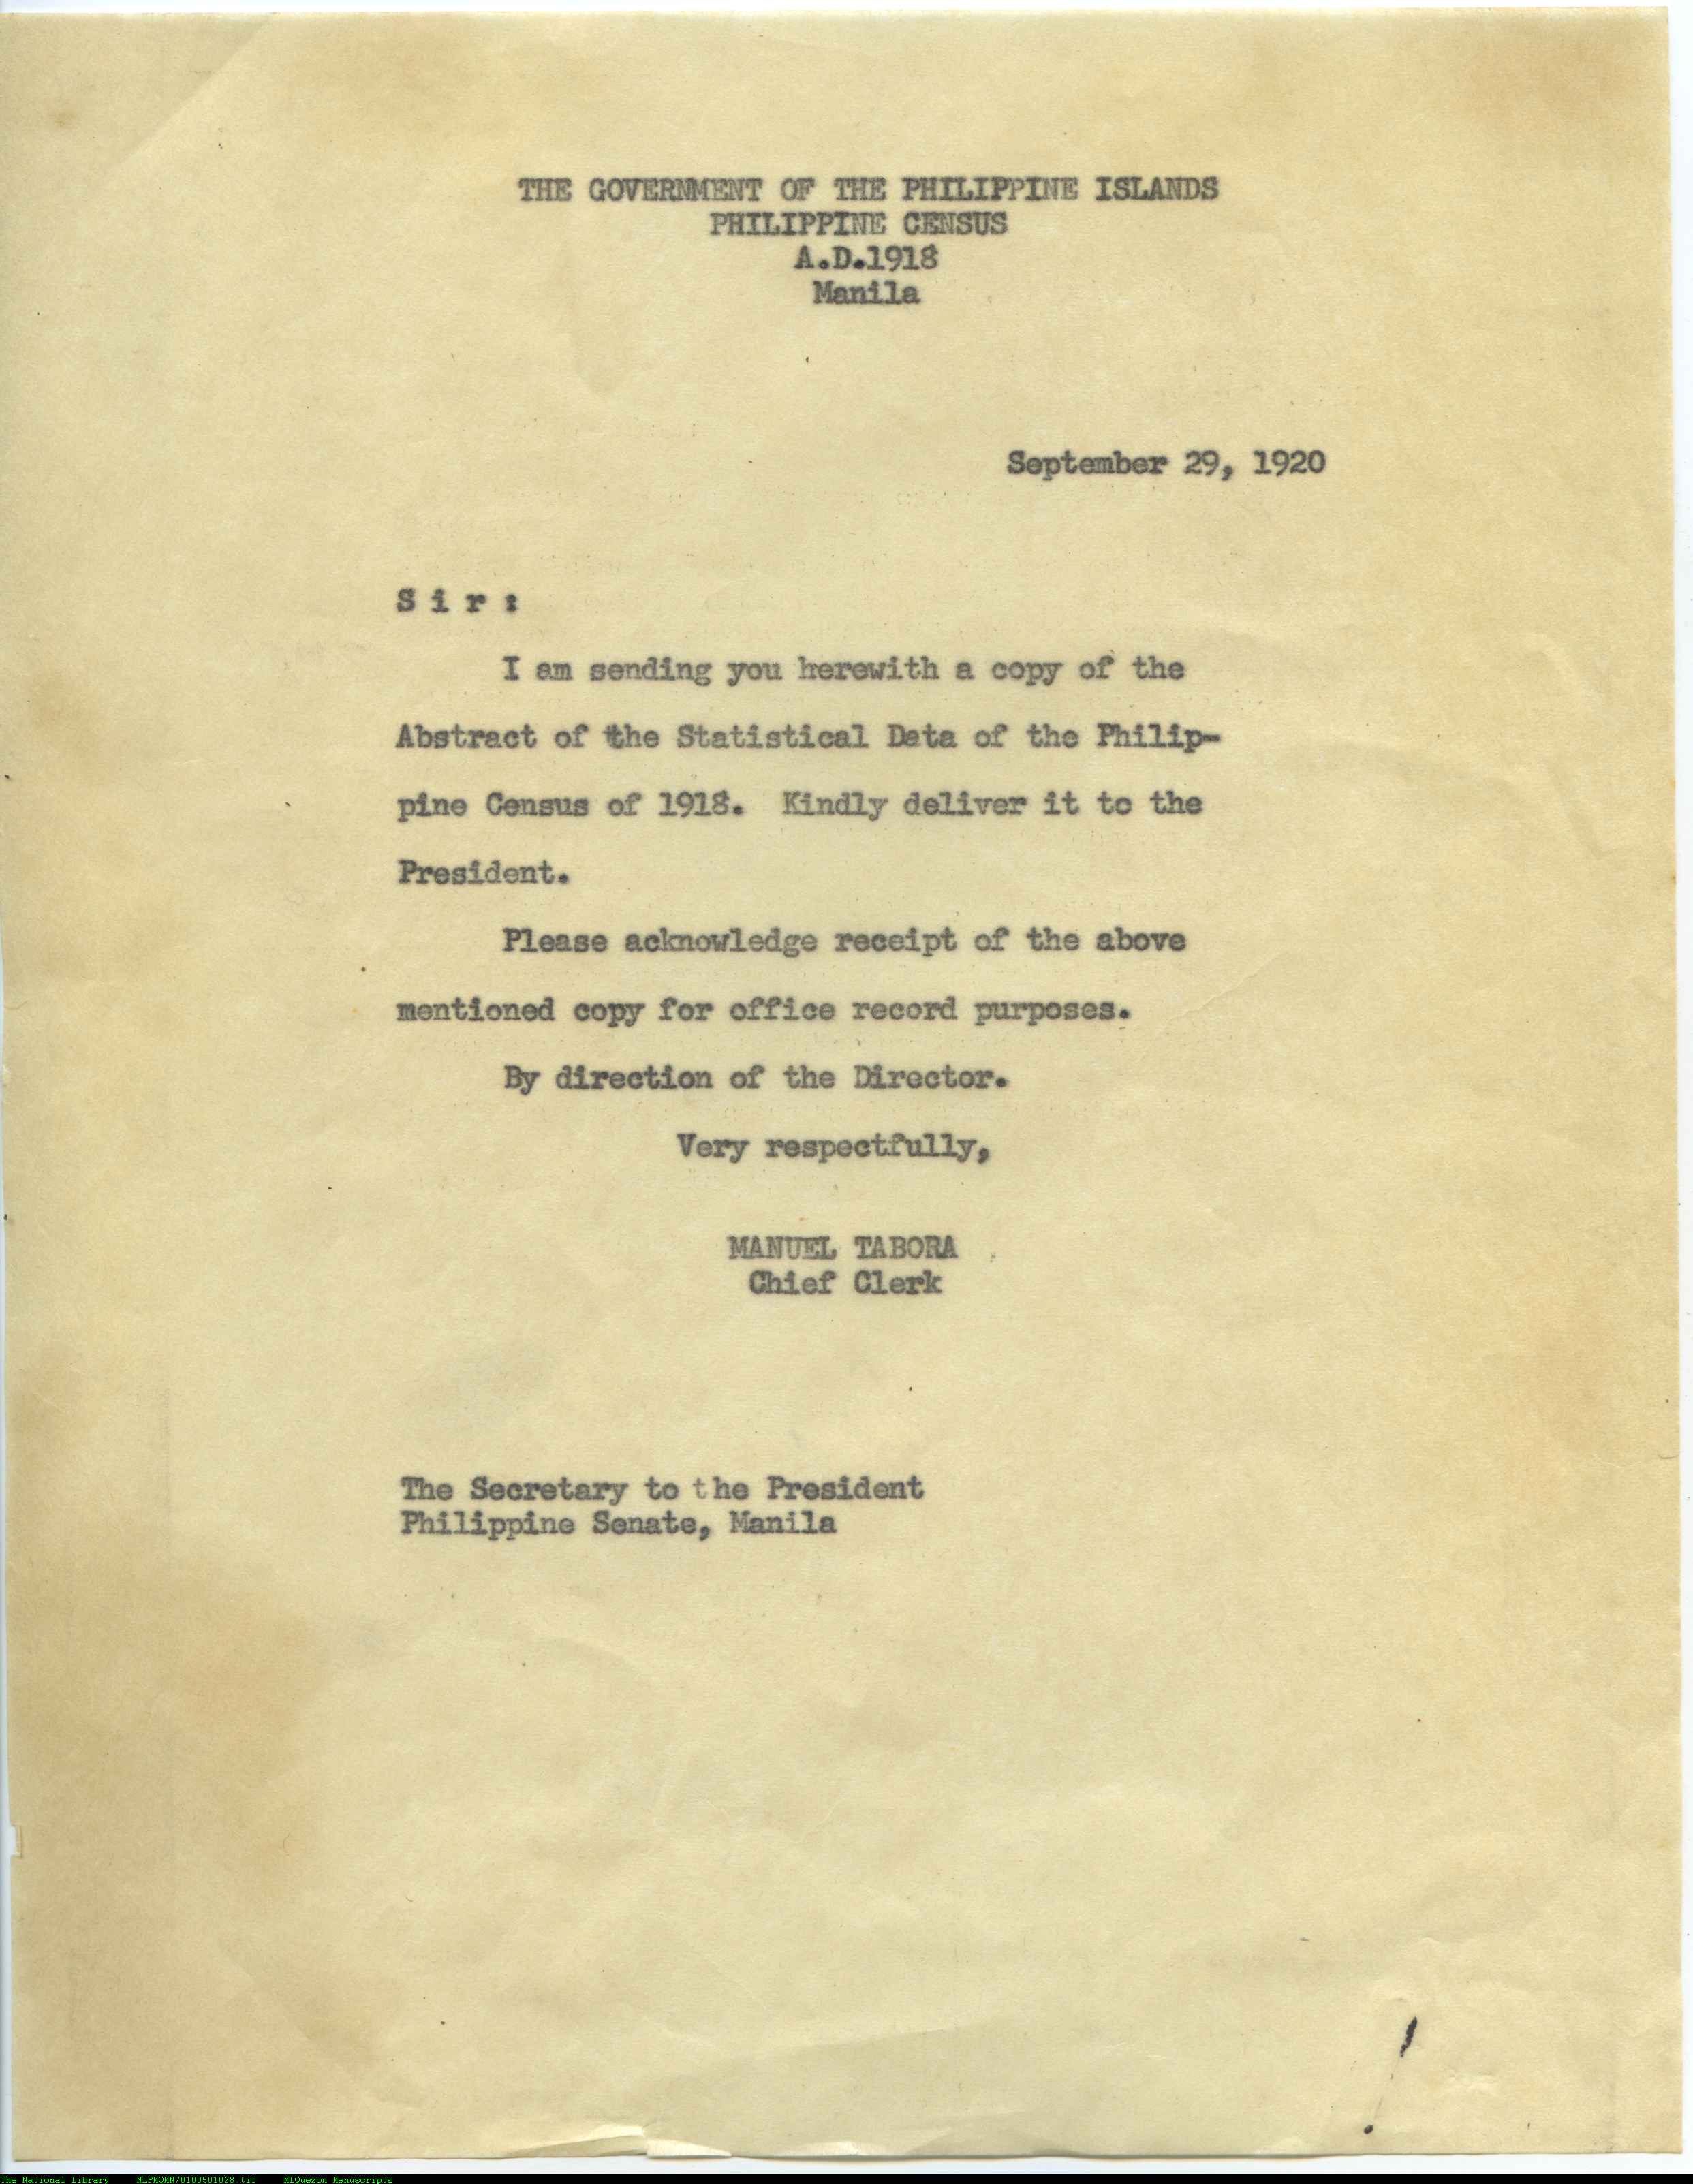 THE GOVERNMENT OF THE PHILIPPINE ISLANDS
PHILIPPINE CENSUS
A.D.1918
Manila
September 29, 1920
S i r :
I am sending you herewith a copy of the
Abstract of the Statistical Data of the Philip-
pine Census of 1918. Kindly deliver it to the
President.
Please acknowledge receipt of the above
mentioned copy for office record purposes.
By direction of the Director.
Very respectfully,
MANUEL TABORA
Chief Clerk
The Secretary to the President
Philippine Senate, Manila
The National Library NLPMQMN70100501028.tif MLQuezon Manuscripts